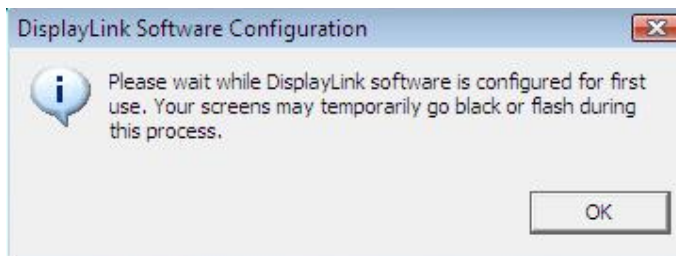 DisplayLink Software Configuration
Please wait while DisplayLink software is configured for first
use. Your screens may temporarily go black or flash during
this process.
OK